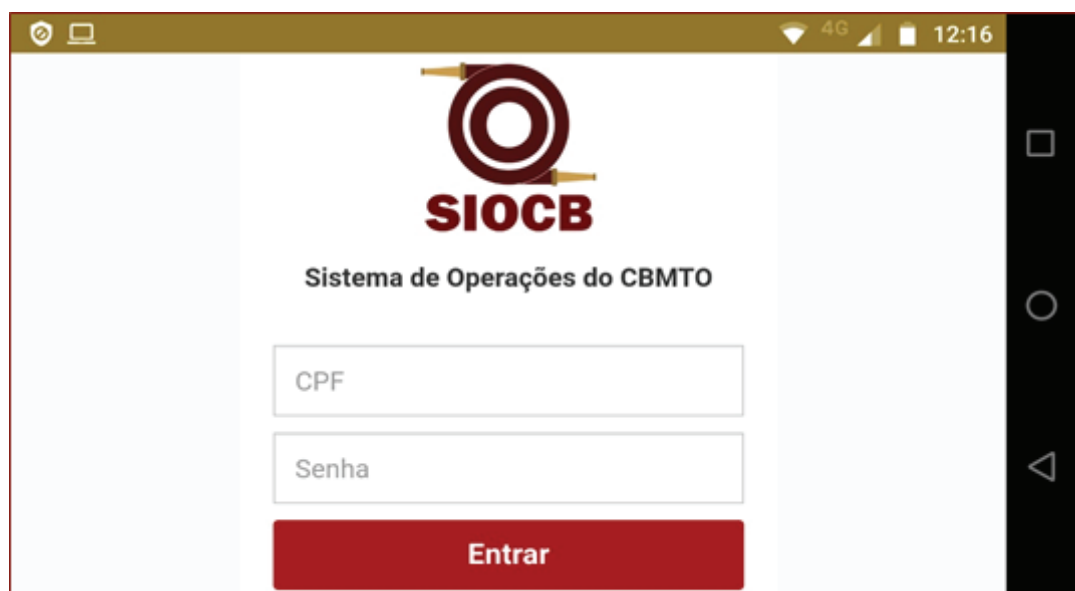 4G 12:16
SIOCB
Sistema de Operações do CBMTO
CPF
Senha
Entrar